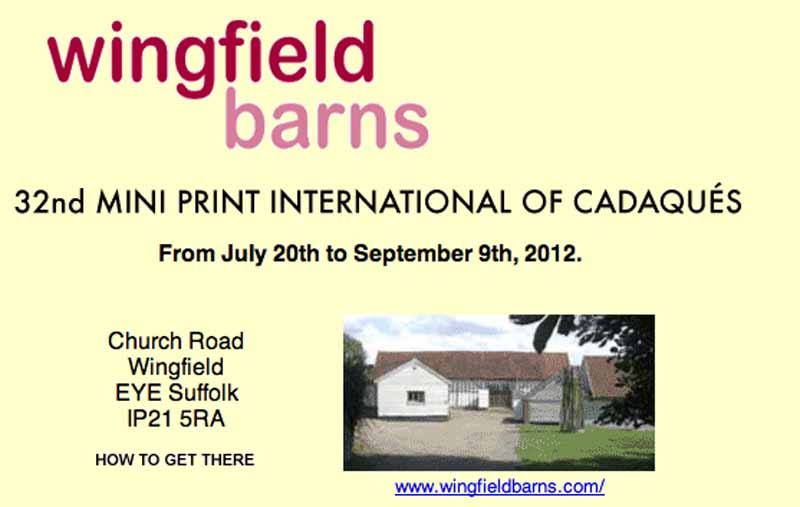 wingfield
barns
32nd MINI PRINT INTERNATIONAL OF CADAQUÉS
From July 20th to September 9th, 2012.
Church Road
Wingfield
EYE Suffolk
IP21 5RA
HOW TO GET THERE
www.wingfieldbarns.com/